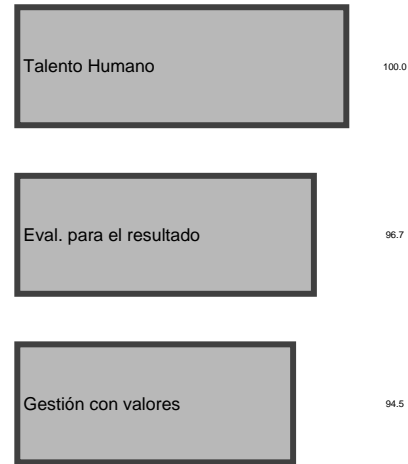 Talento Humano 100.0
Eval. para el resultado 96.7
Gestión con valores 94.5